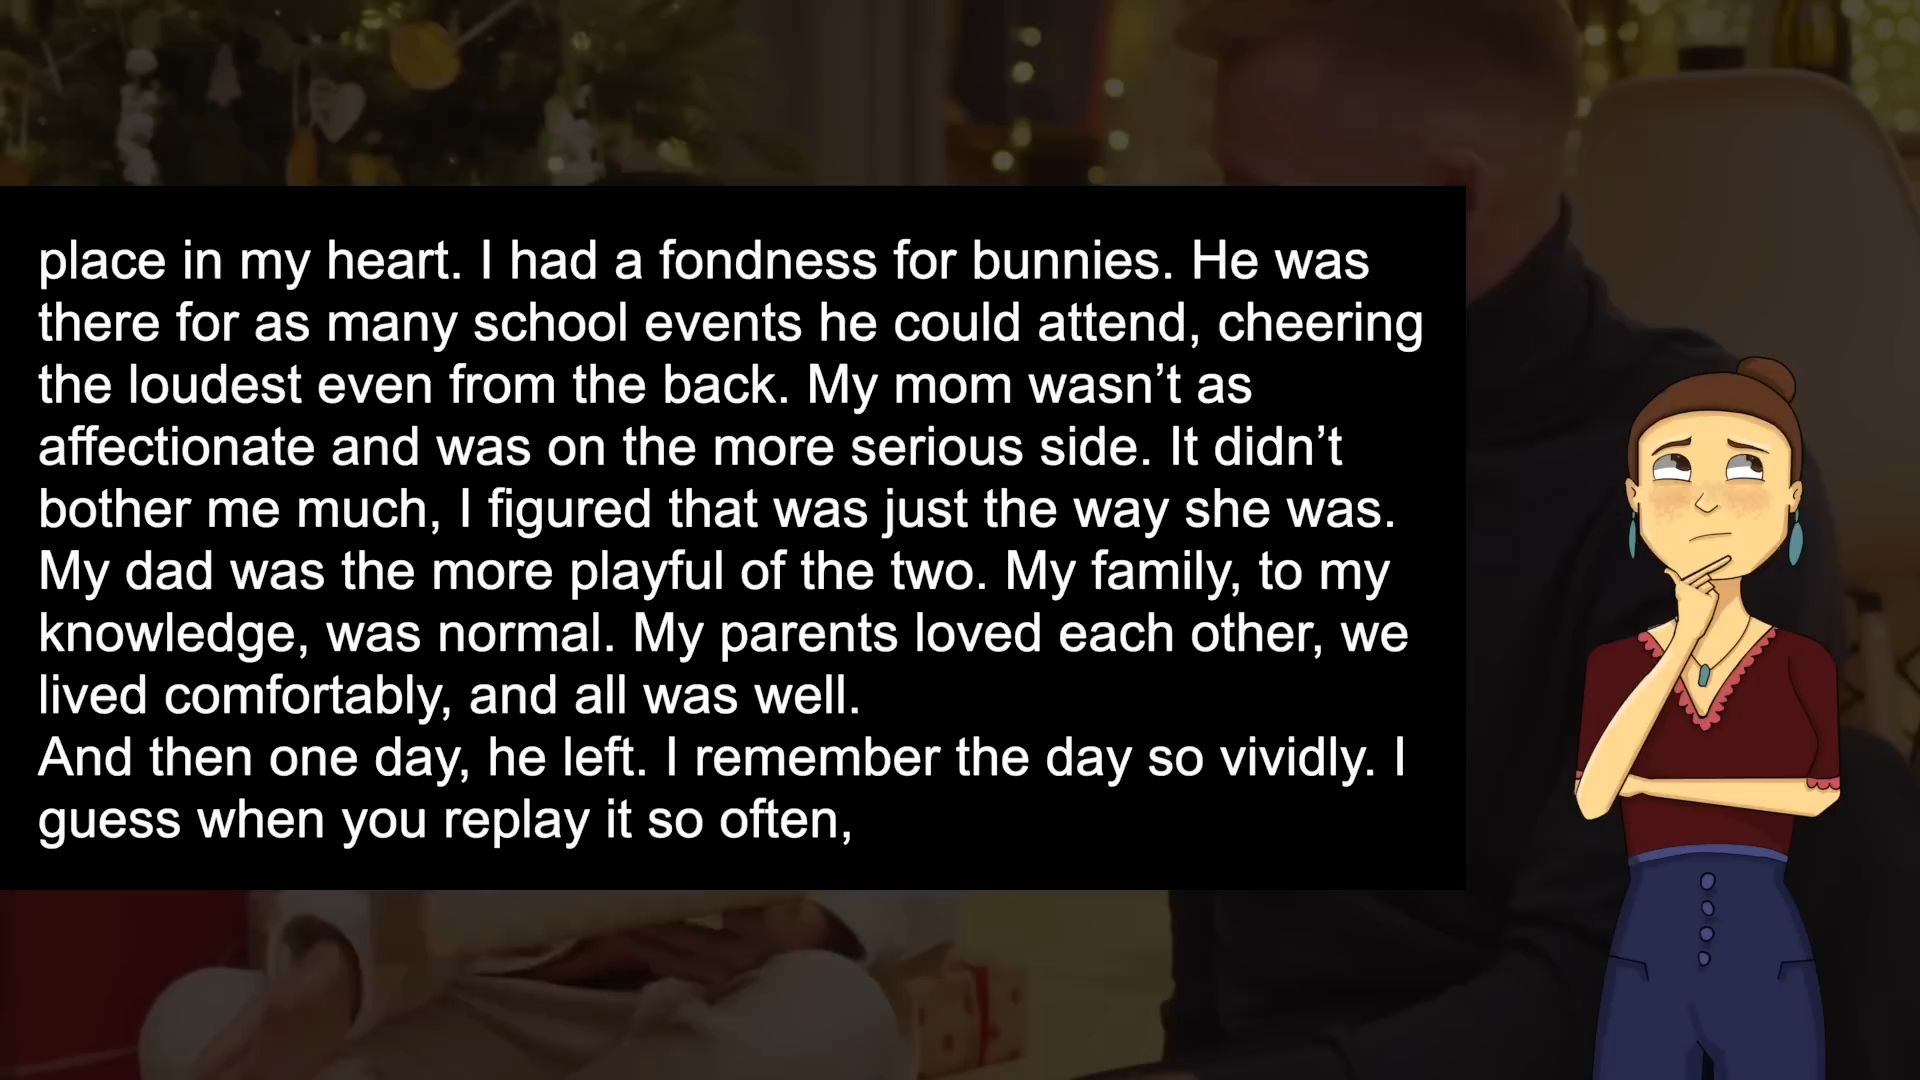 place in my heart. I had a fondness for bunnies. He was
there for as many school events he could attend, cheering
the loudest even from the back. My mom wasn’t as
affectionate and was on the more serious side. It didn’t
bother me much, I figured that was just the way she was.
My dad was the more playful of the two. My family, to my
knowledge, was normal. My parents loved each other, we
lived comfortably, and all was well.
And then one day, he left. I remember the day so vividly. I
guess when you replay it so often,